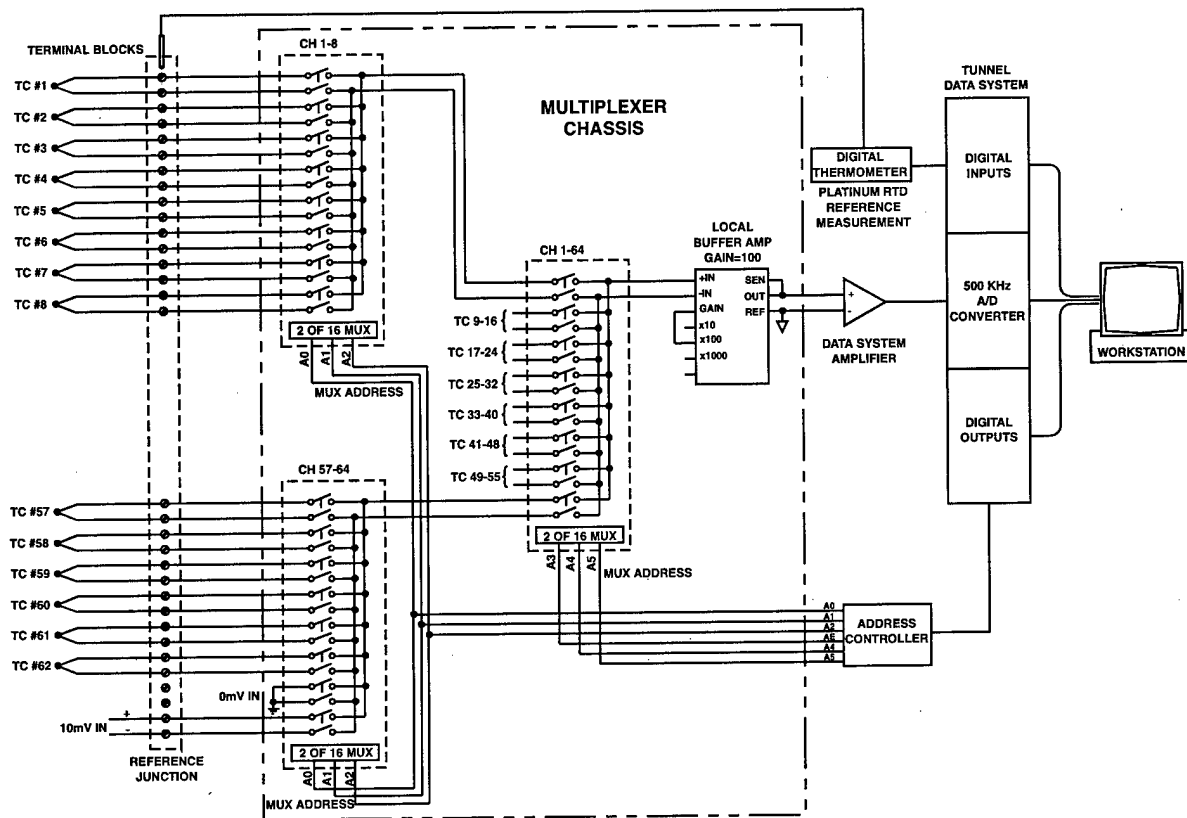 TERMINAL BLOCKS
TC #1
TC #2
TC #3
TC #4
TC #5
TC #6
TC #7
TC #8
CH 1-8
2 OF 16 MUX
A0
A1
A2
MUX ADDRESS
MULTIPLEXER
CHASSIS
CH 1-64
TC 9-16
TC 17-24
TC 25-32
TC 33-40
TC 41-48
TC 49-55
2 OF 16 MUX
A3
A4
A5
MUX ADDRESS
LOCAL
BUFFER AMP
GAIN=100
+IN
-IN
GAIN
x10
x100
x1000
SEN
OUT
REF
+
-
DATA SYSTEM
AMPLIFIER
DIGITAL
THERMOMETER
PLATINUM RTD
REFERENCE
MEASUREMENT
TUNNEL
DATA SYSTEM
DIGITAL
INPUTS
500 KHz
A/D
CONVERTER
DIGITAL
OUTPUTS
WORKSTATION
TC #57
TC #58
TC #59
TC #60
TC #61
TC #62
CH 57-64
0mV IN
+
10mV IN
-
REFERENCE
JUNCTION
2 OF 16 MUX
A0
A1
A2
MUX ADDRESS
A0
A1
A2
AE
A4
A5
ADDRESS
CONTROLLER